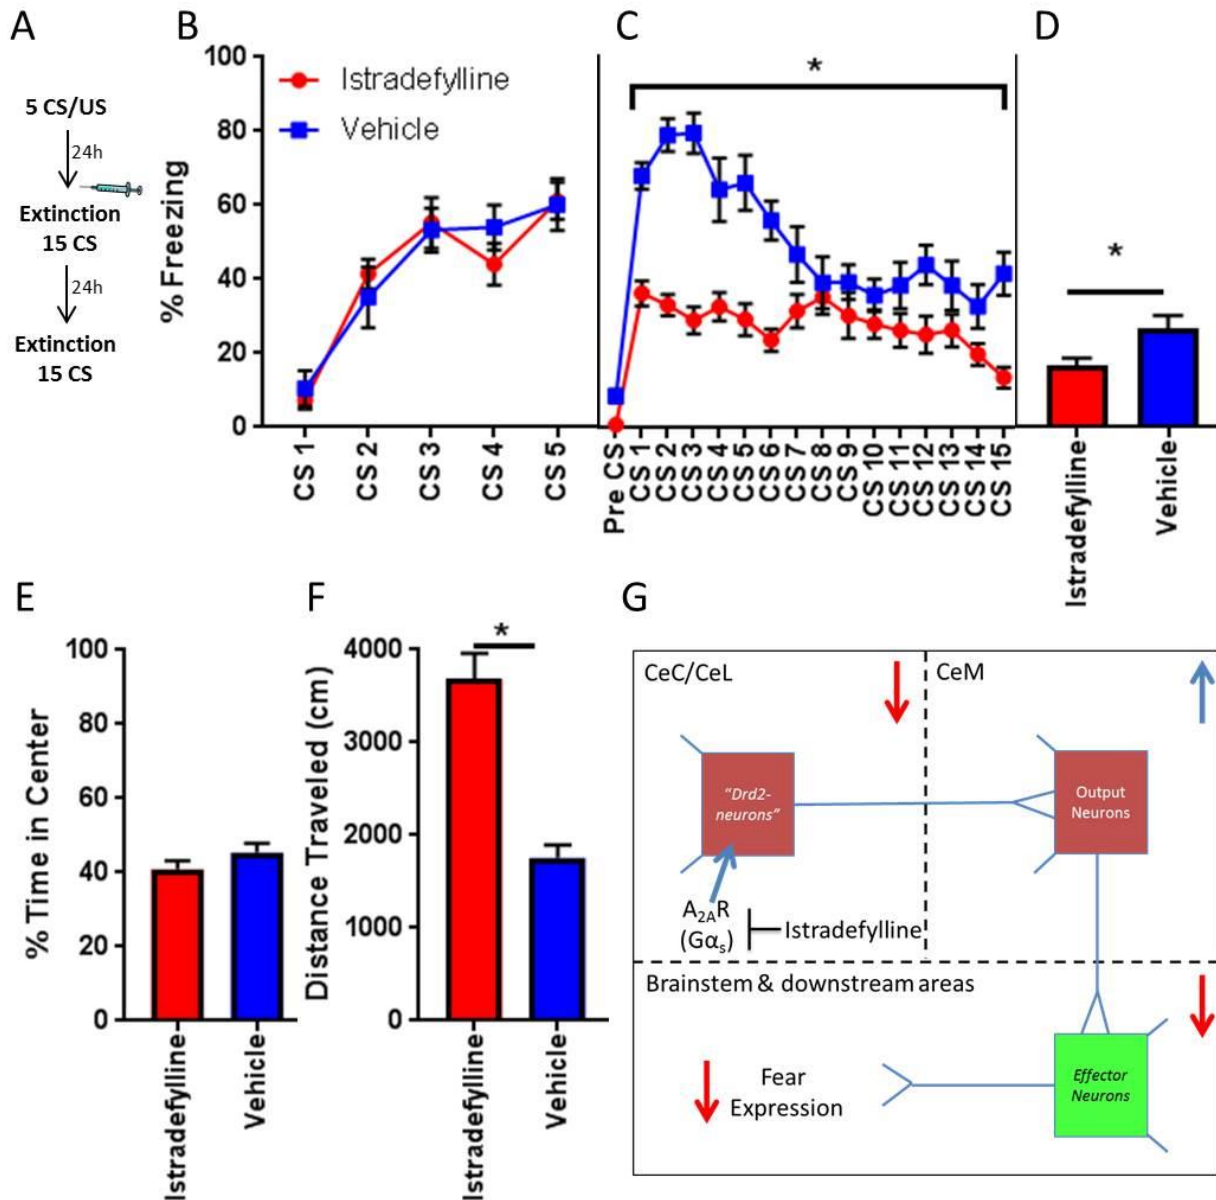 A
5 CS/US
24h
Extinction
15 CS
24h
Extinction
15 CS
B
% Freezing
100
80
60
40
20
0
Istradefylline
Vehicle
CS 1
CS 2
CS 3
CS 4
CS 5
C
*
Pre CS
CS 1
CS 2
CS 3
CS 4
CS 5
CS 6
CS 7
CS 8
CS 9
CS 10
CS 11
CS 12
CS 13
CS 14
CS 15
D
*
Istradefylline
Vehicle
E
% Time in Center
100
80
60
40
20
0
Istradefylline
Vehicle
F
Distance Traveled (cm)
4000
3000
2000
1000
0
*
Istradefylline
Vehicle
G
CeC/CeL
CeM
"Drd2-
neurons"
Output
Neurons
A2AR
(Gαs)
Istradefylline
Brainstem & downstream areas
Fear
Expression
Effector
Neurons